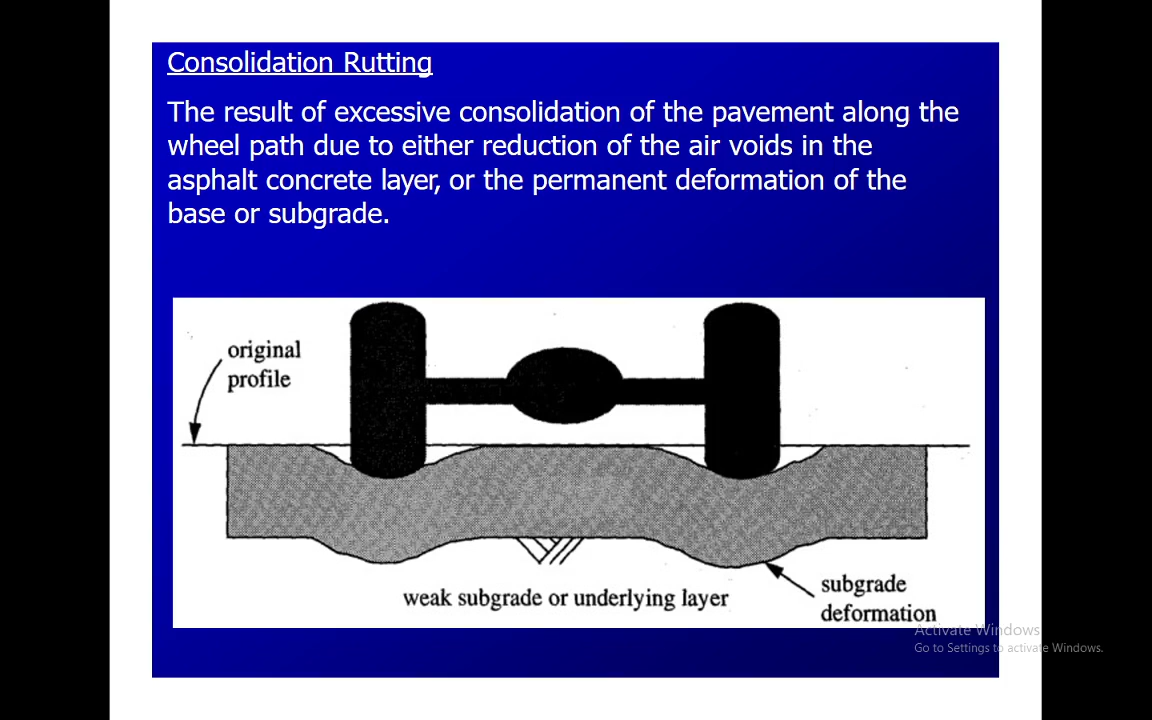 Consolidation Rutting
The result of excessive consolidation of the pavement along the
wheel path due to either reduction of the air voids in the
asphalt concrete layer, or the permanent deformation of the
base or subgrade.
original
profile
weak subgrade or underlying layer
subgrade
deformation
Activate Windows
Go to Settings to activate Windows.